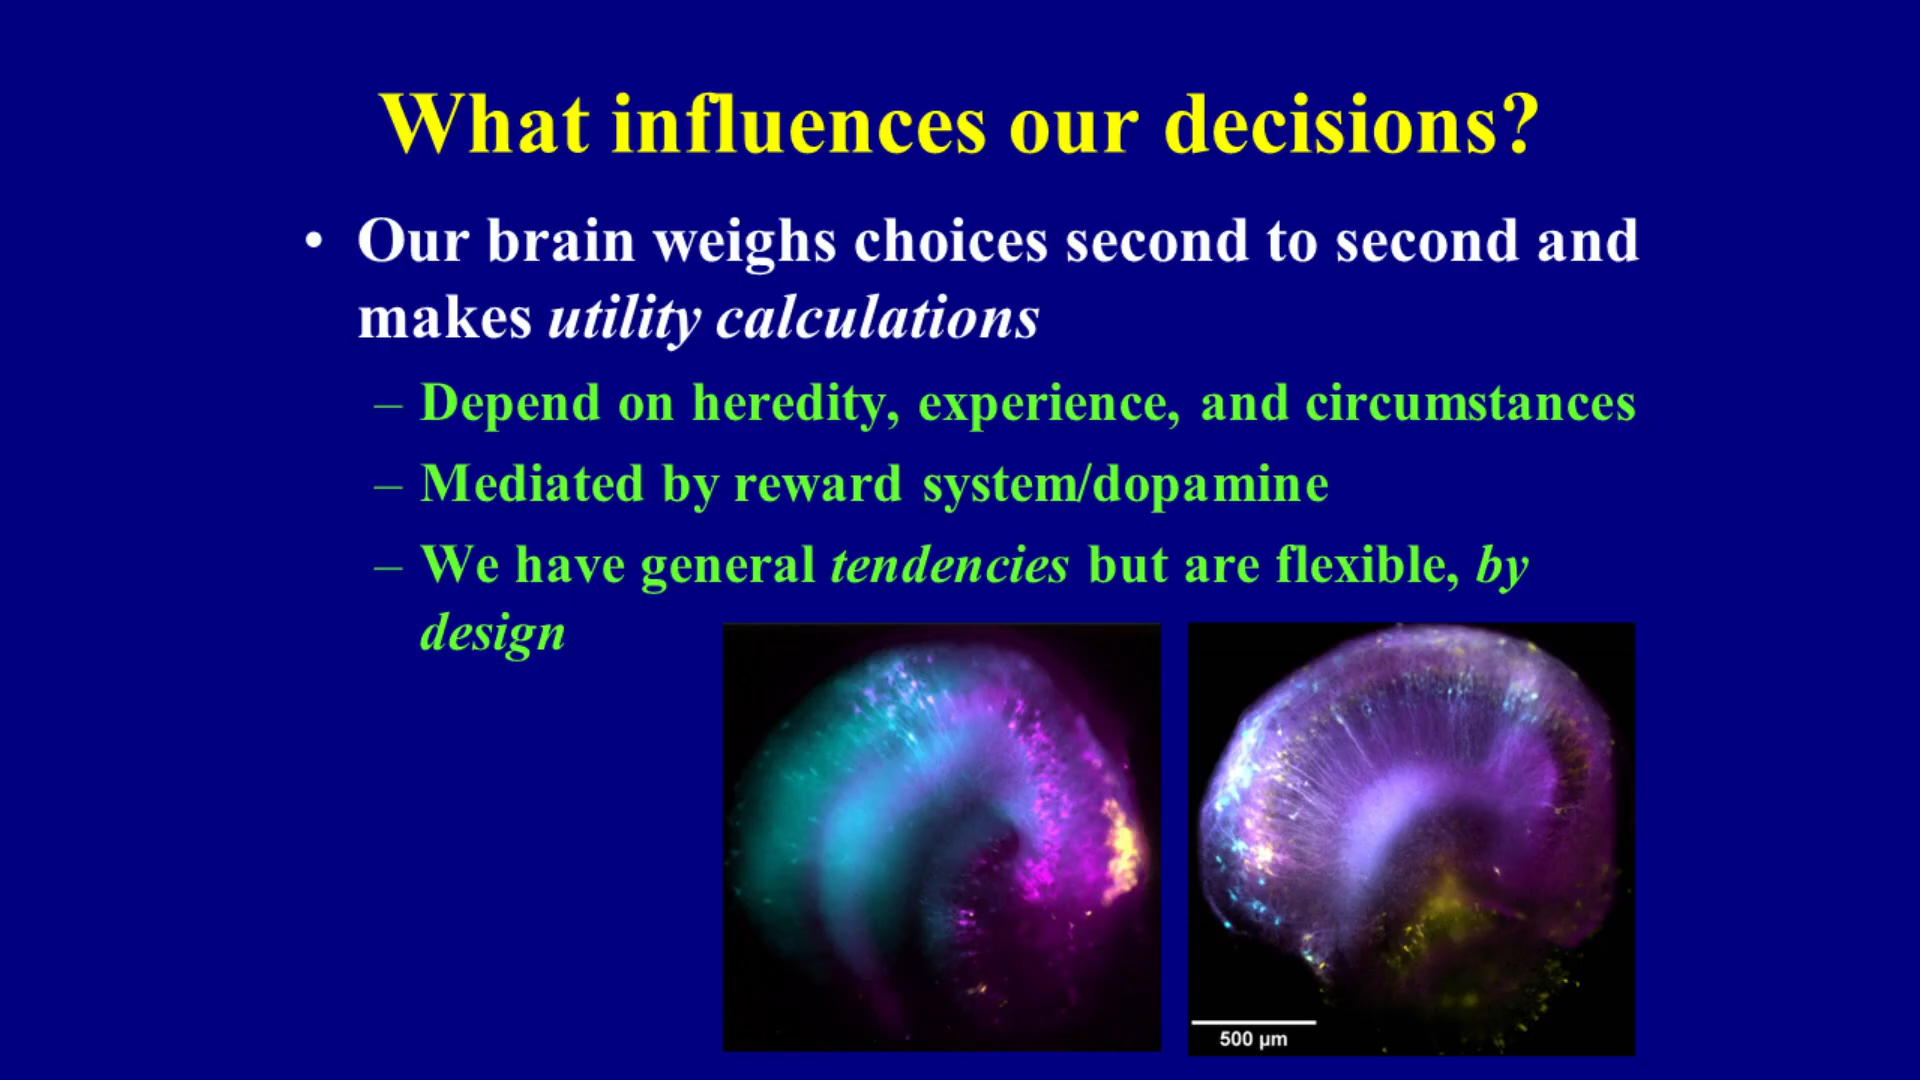 What influences our decisions?
• Our brain weighs choices second to second and
makes utility calculations
– Depend on heredity, experience, and circumstances
– Mediated by reward system/dopamine
– We have general tendencies but are flexible, by
design
500 µm